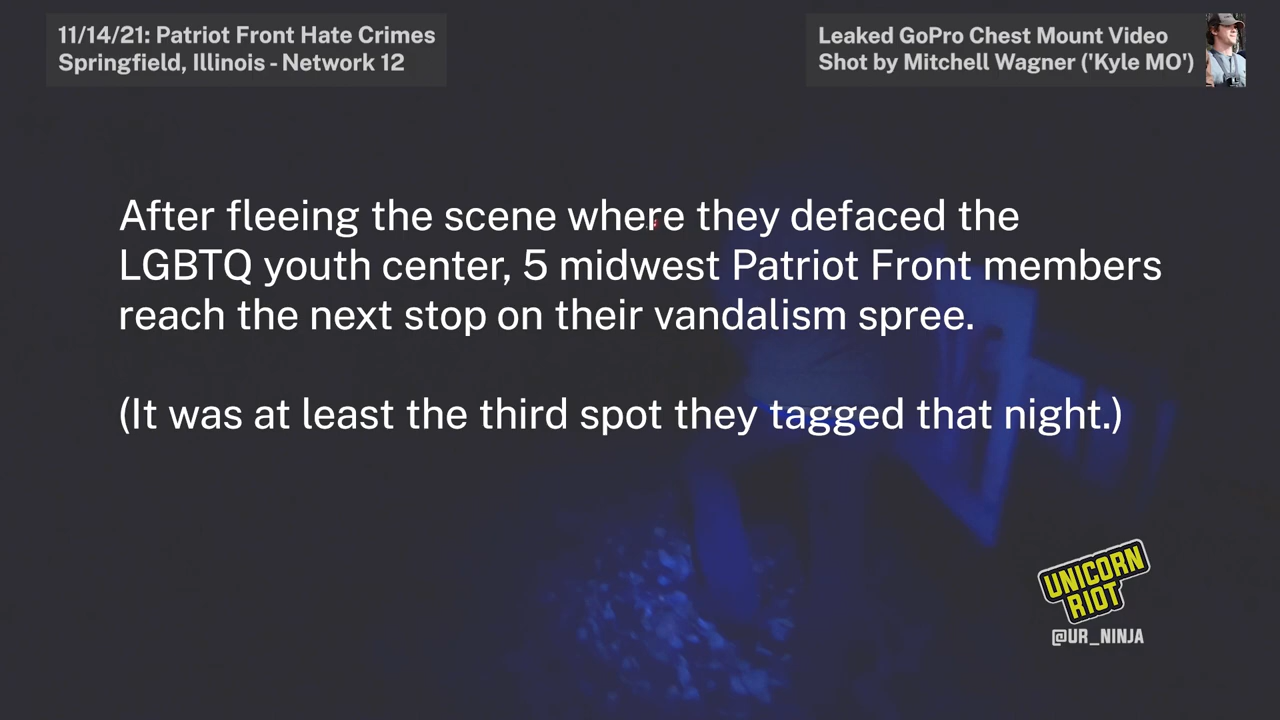 11/14/21: Patriot Front Hate Crimes
Springfield, Illinois - Network 12
Leaked GoPro Chest Mount Video
Shot by Mitchell Wagner ('Kyle MO')
After fleeing the scene where they defaced the
LGBTQ youth center, 5 midwest Patriot Front members
reach the next stop on their vandalism spree.
(It was at least the third spot they tagged that night.)
UNICORN
RIOT
@UR_NINJA